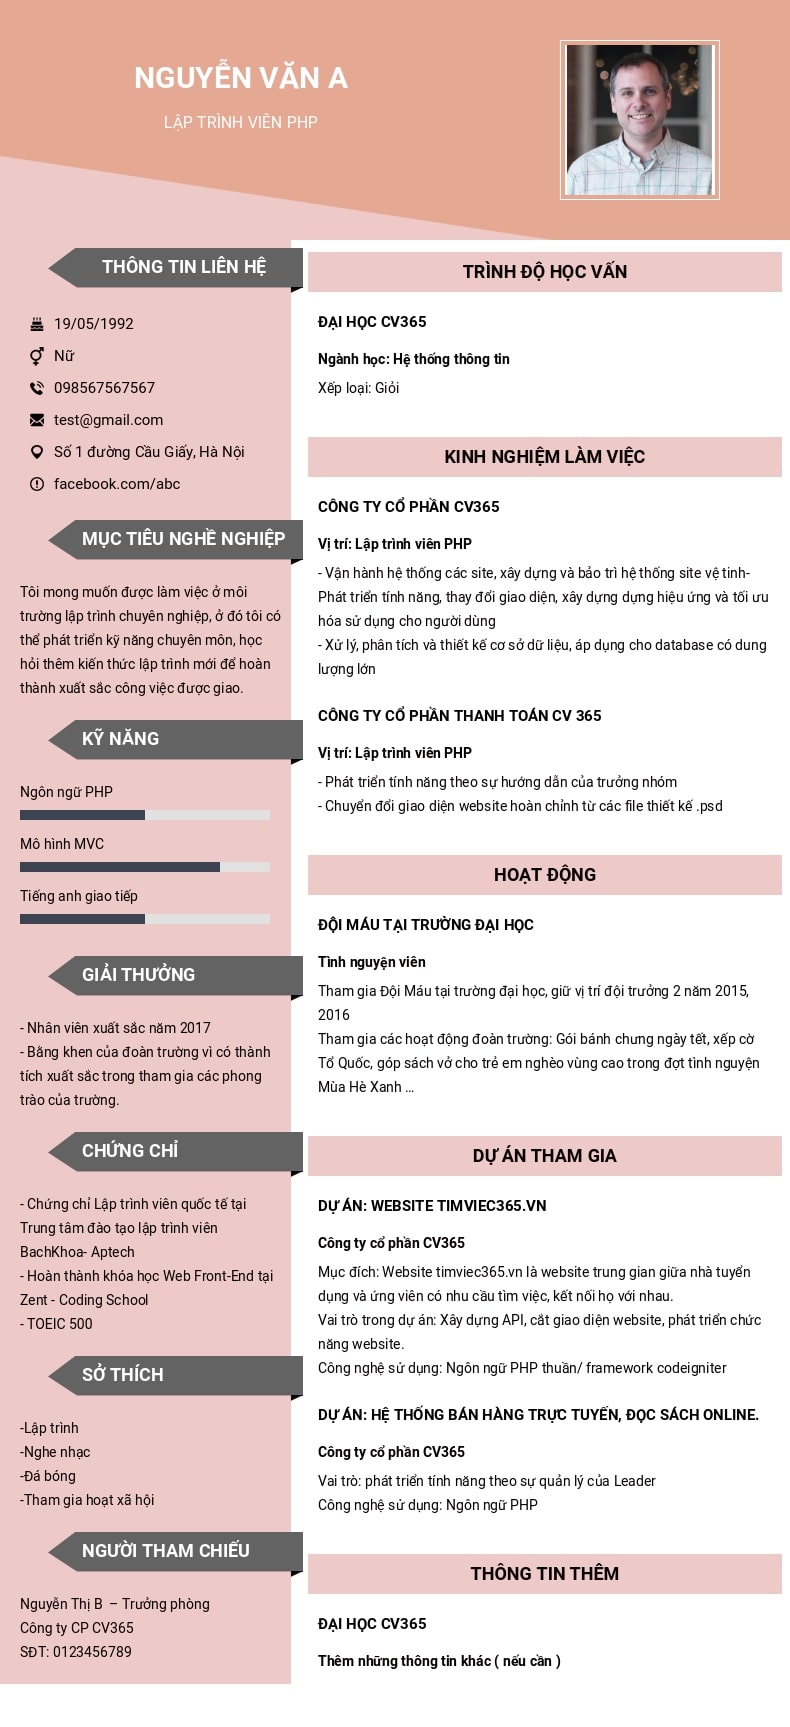 NGUYỄN VĂN A
LẬP TRÌNH VIÊN PHP
THÔNG TIN LIÊN HỆ
19/05/1992
Nữ
098567567567
test@gmail.com
Số 1 đường Cầu Giấy, Hà Nội
facebook.com/abc
MỤC TIÊU NGHỀ NGHIỆP
Tôi mong muốn được làm việc ở môi
trường lập trình chuyên nghiệp, ở đó tôi có
thể phát triển kỹ năng chuyên môn, học
hỏi thêm kiến thức lập trình mới để hoàn
thành xuất sắc công việc được giao.
KỸ NĂNG
Ngôn ngữ PHP
Mô hình MVC
Tiếng anh giao tiếp
GIẢI THƯỞNG
- Nhân viên xuất sắc năm 2017
- Bằng khen của đoàn trường vì có thành
tích xuất sắc trong tham gia các phong
trào của trường.
CHỨNG CHỈ
- Chứng chỉ Lập trình viên quốc tế tại
Trung tâm đào tạo lập trình viên
BachKhoa- Aptech
- Hoàn thành khóa học Web Front-End tại
Zent - Coding School
- TOEIC 500
SỞ THÍCH
-Lập trình
-Nghe nhạc
-Đá bóng
-Tham gia hoạt xã hội
NGƯỜI THAM CHIẾU
Nguyễn Thị B – Trưởng phòng
Công ty CP CV365
SĐT: 0123456789
TRÌNH ĐỘ HỌC VẤN
ĐẠI HỌC CV365
Ngành học: Hệ thống thông tin
Xếp loại: Giỏi
KINH NGHIỆM LÀM VIỆC
CÔNG TY CỔ PHẦN CV365
Vị trí: Lập trình viên PHP
- Vận hành hệ thống các site, xây dựng và bảo trì hệ thống site vệ tinh-
Phát triển tính năng, thay đổi giao diện, xây dựng dựng hiệu ứng và tối ưu
hóa sử dụng cho người dùng
- Xử lý, phân tích và thiết kế cơ sở dữ liệu, áp dụng cho database có dung
lượng lớn
CÔNG TY CỔ PHẦN THANH TOÁN CV 365
Vị trí: Lập trình viên PHP
- Phát triển tính năng theo sự hướng dẫn của trưởng nhóm
- Chuyển đổi giao diện website hoàn chỉnh từ các file thiết kế .psd
HOẠT ĐỘNG
ĐỘI MÁU TẠI TRƯỜNG ĐẠI HỌC
Tình nguyện viên
Tham gia Đội Máu tại trường đại học, giữ vị trí đội trưởng 2 năm 2015,
2016
Tham gia các hoạt động đoàn trường: Gói bánh chưng ngày tết, xếp cờ
Tổ Quốc, góp sách vở cho trẻ em nghèo vùng cao trong đợt tình nguyện
Mùa Hè Xanh ...
DỰ ÁN THAM GIA
DỰ ÁN: WEBSITE TIMVIEC365.VN
Công ty cổ phần CV365
Mục đích: Website timviec365.vn là website trung gian giữa nhà tuyển
dụng và ứng viên có nhu cầu tìm việc, kết nối họ với nhau.
Vai trò trong dự án: Xây dựng API, cắt giao diện website, phát triển chức
năng website.
Công nghệ sử dụng: Ngôn ngữ PHP thuần/ framework codeigniter
DỰ ÁN: HỆ THỐNG BÁN HÀNG TRỰC TUYẾN, ĐỌC SÁCH ONLINE.
Công ty cổ phần CV365
Vai trò: phát triển tính năng theo sự quản lý của Leader
Công nghệ sử dụng: Ngôn ngữ PHP
THÔNG TIN THÊM
ĐẠI HỌC CV365
Thêm những thông tin khác ( nếu cần )